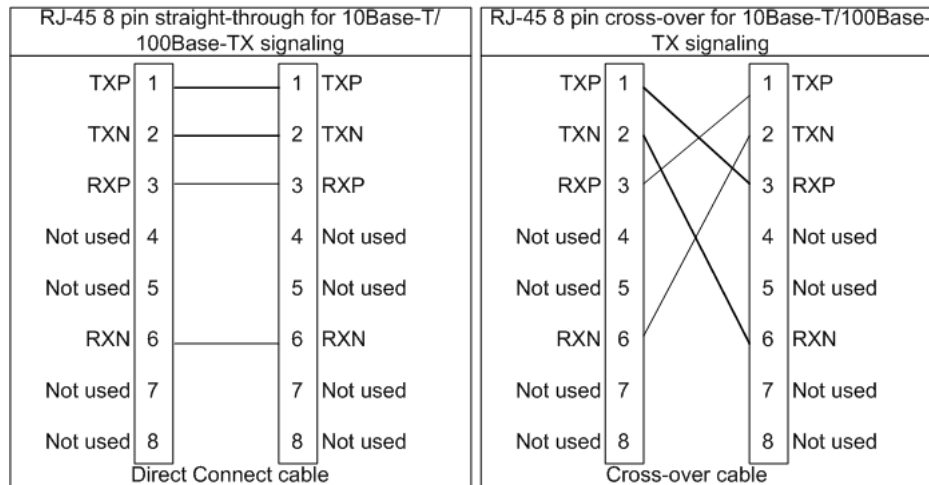 RJ-45 8 pin straight-through for 10Base-T/
100Base-TX signaling
TXP 1 1 TXP
TXN 2 2 TXN
RXP 3 3 RXP
Not used 4 4 Not used
Not used 5 5 Not used
RXN 6 6 RXN
Not used 7 7 Not used
Not used 8 8 Not used
Direct Connect cable
RJ-45 8 pin cross-over for 10Base-T/100Base-
TX signaling
TXP 1 1 TXP
TXN 2 2 TXN
RXP 3 3 RXP
Not used 4 4 Not used
Not used 5 5 Not used
RXN 6 6 RXN
Not used 7 7 Not used
Not used 8 8 Not used
Cross-over cable